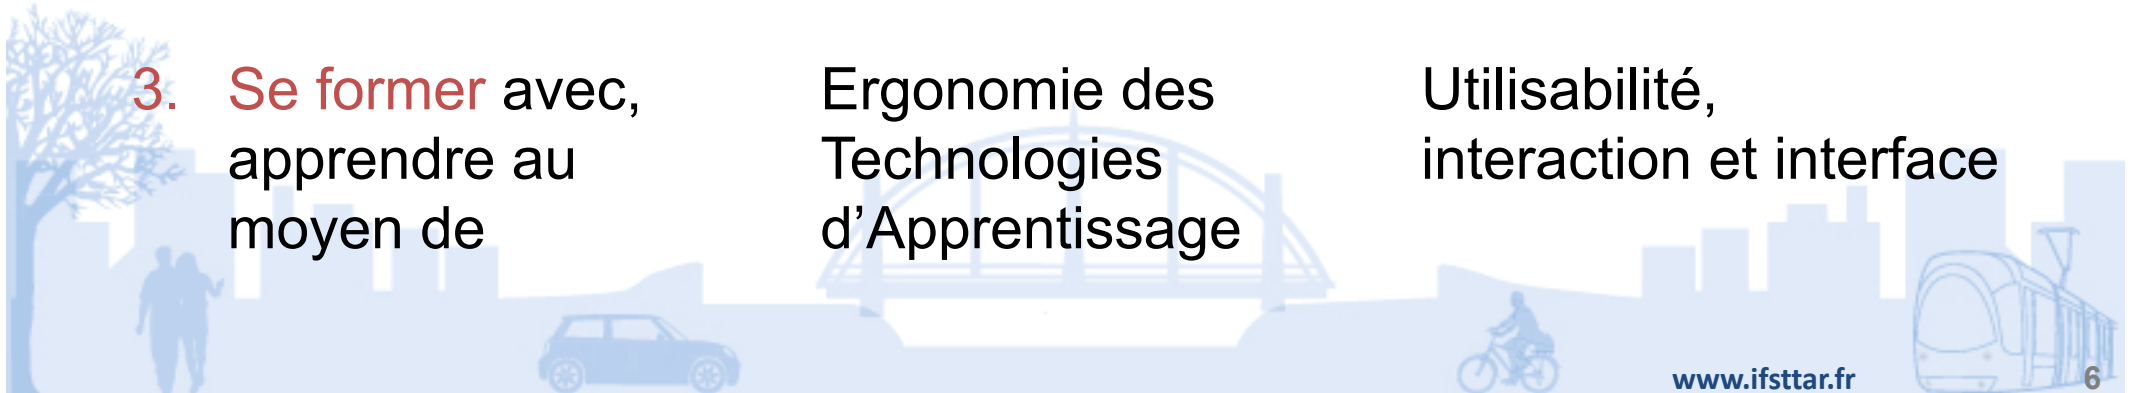 3. Se former avec,
apprendre au
moyen de
Ergonomie des
Technologies
d’Apprentissage
Utilisabilité,
interaction et interface
www.ifsttar.fr
6